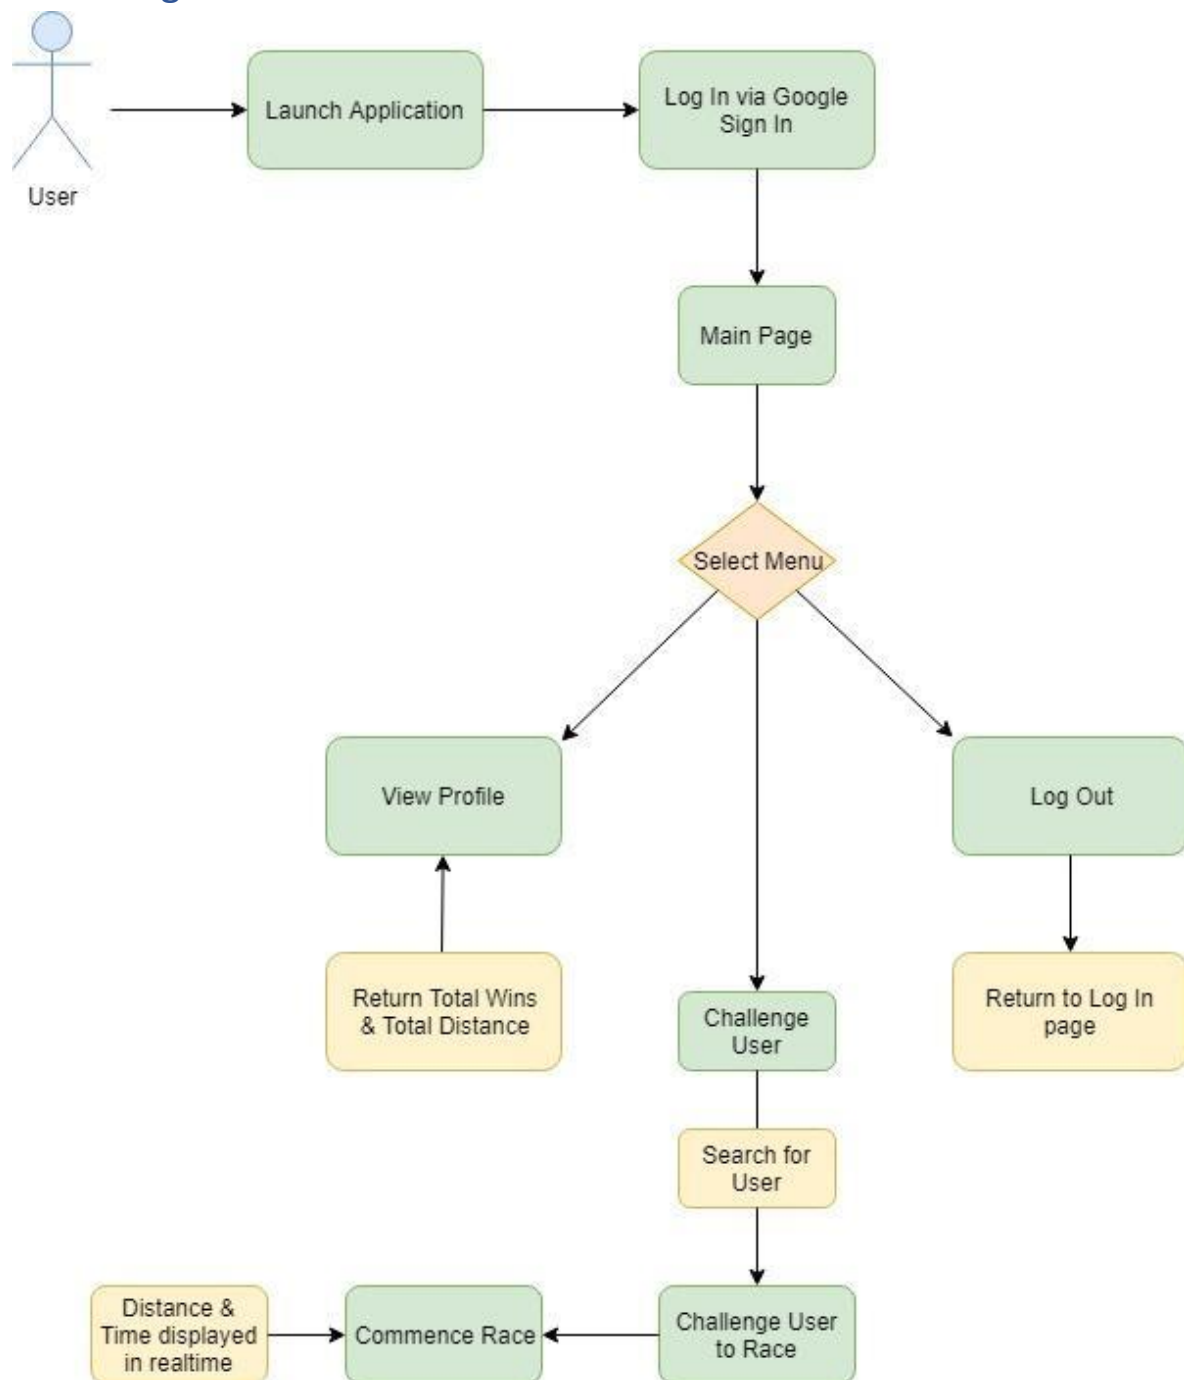 Launch Application
Log In via Google
Sign In
User
Main Page
Select Menu
View Profile
Log Out
Return Total Wins
& Total Distance
Return to Log In
page
Challenge
User
Search for
User
Distance &
Time displayed
in realtime
Commence Race
Challenge User
to Race